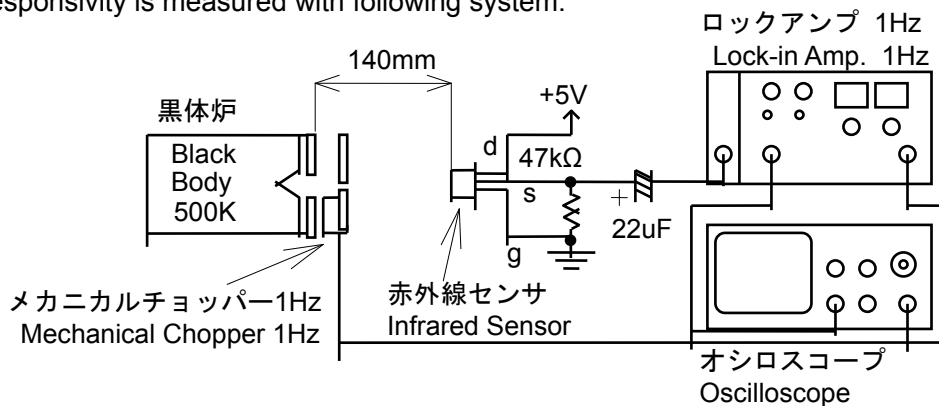 esponsivity is measured with following system.
ロックアンプ 1Hz
Lock-in Amp. 1Hz
140mm
+5V
黒体炉
Black
Body
500K
d
47kΩ
s
+
22uF
g
メカニカルチョッパー1Hz
Mechanical Chopper 1Hz
赤外線センサ
Infrared Sensor
オシロスコープ
Oscilloscope